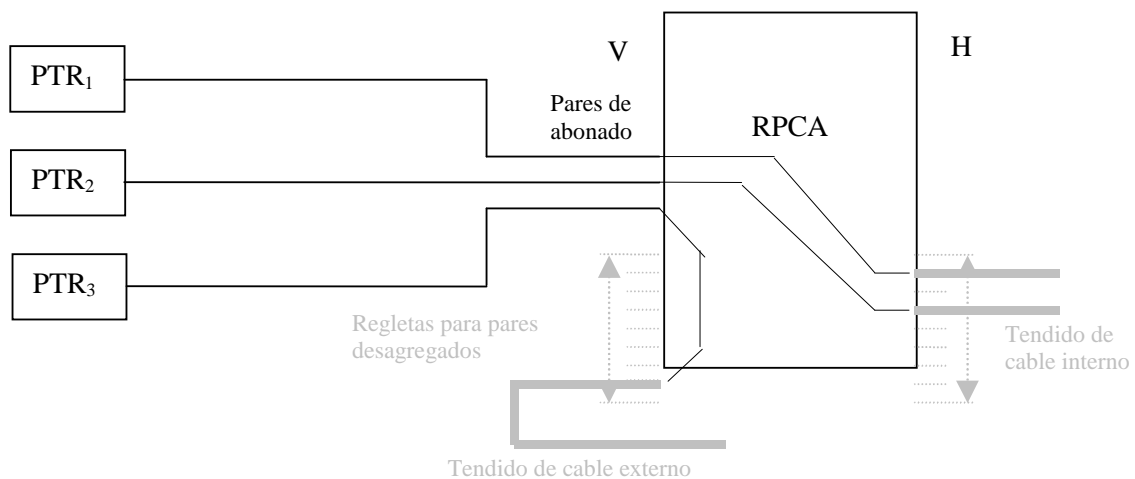 V
H
PTR1
Pares de
abonado
RPCA
PTR2
PTR3
Regletas para pares
desagregados
Tendido de
cable interno
Tendido de cable externo